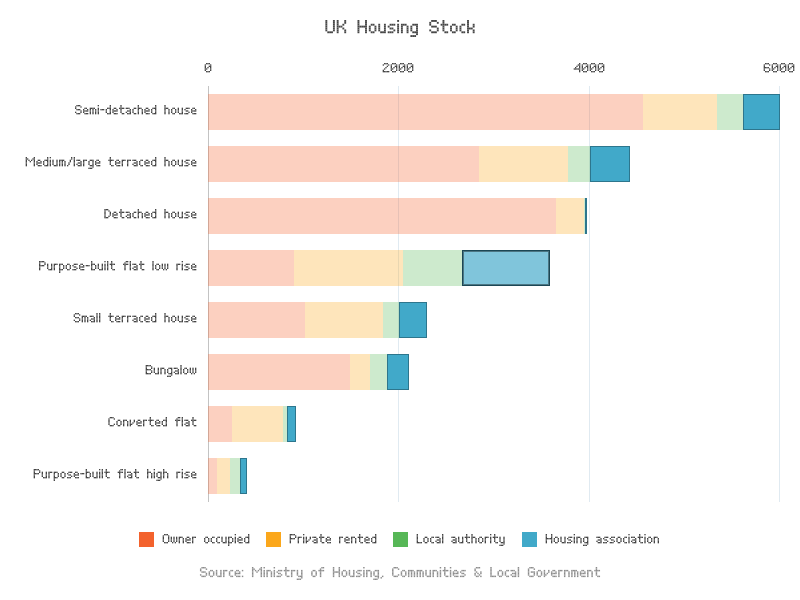 UK Housing Stock
0 2000 4000 6000
Semi-detached house
Medium/large terraced house
Detached house
Purpose-built flat low rise
Small terraced house
Bungalow
Converted flat
Purpose-built flat high rise
Owner occupied Private rented Local authority Housing association
Source: Ministry of Housing, Communities & Local Government